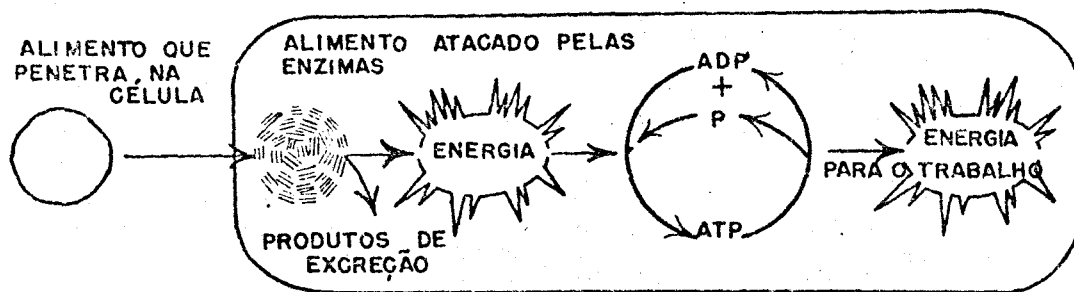 ALIMENTO QUE
PENETRA, NA
CÉLULA
ALIMENTO ATACADO PELAS
ENZIMAS
ENERGIA
PRODUTOS DE
EXCREÇÃO
ADP
+
P
ATP
ENERGIA
PARA O TRABALHO